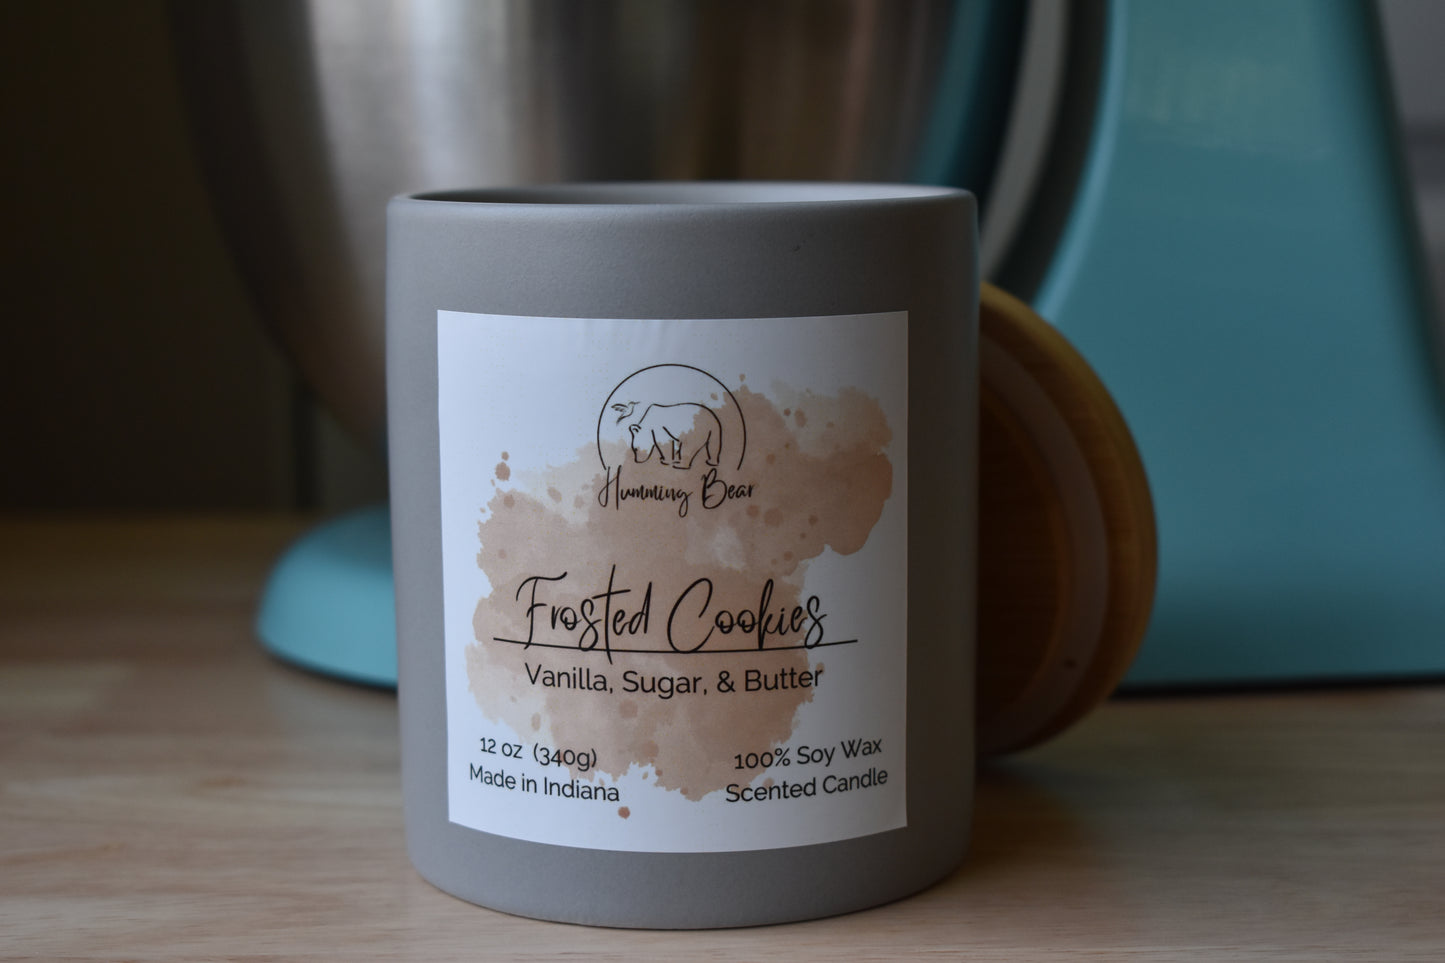 Humming Bear
Frosted Cookies
Vanilla, Sugar, & Butter
12 oz (340g)
Made in Indiana
100% Soy Wax
Scented Candle